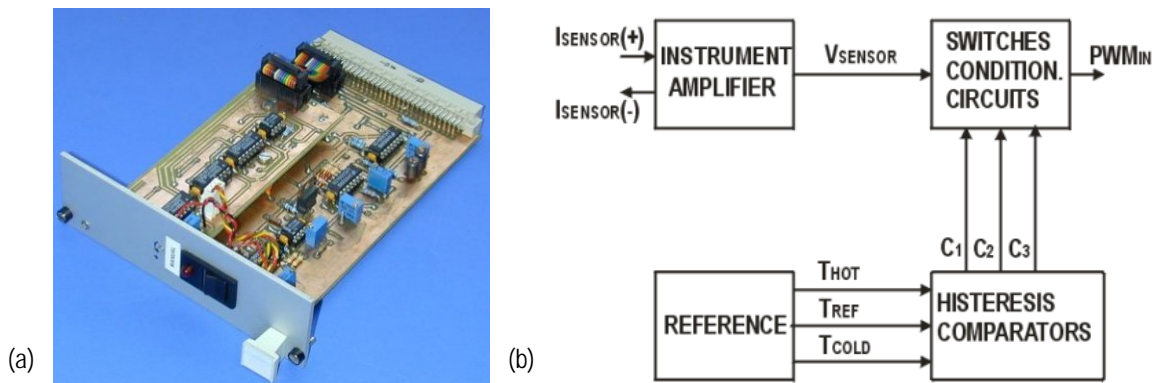 (a)
(b)
ISENSOR(+)
ISENSOR(-)
INSTRUMENT
AMPLIFIER
VSENSOR
SWITCHES
CONDITION.
CIRCUITS
PWMIN
C1 C2 C3
REFERENCE
THOT
TREF
TCOLD
HISTERESIS
COMPARATORS